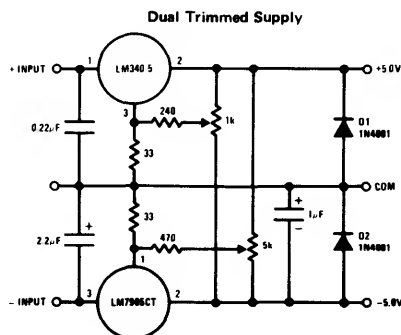 Dual Trimmed Supply
+ INPUT
1
LM340-5
2
+5.0V
3
240
1k
0.22µF
33
D1
1N4001
COM
33
+
2.2µF
+
1µF
−
470
5k
D2
1N4001
1
− INPUT
3
LM7905CT
2
−5.0V